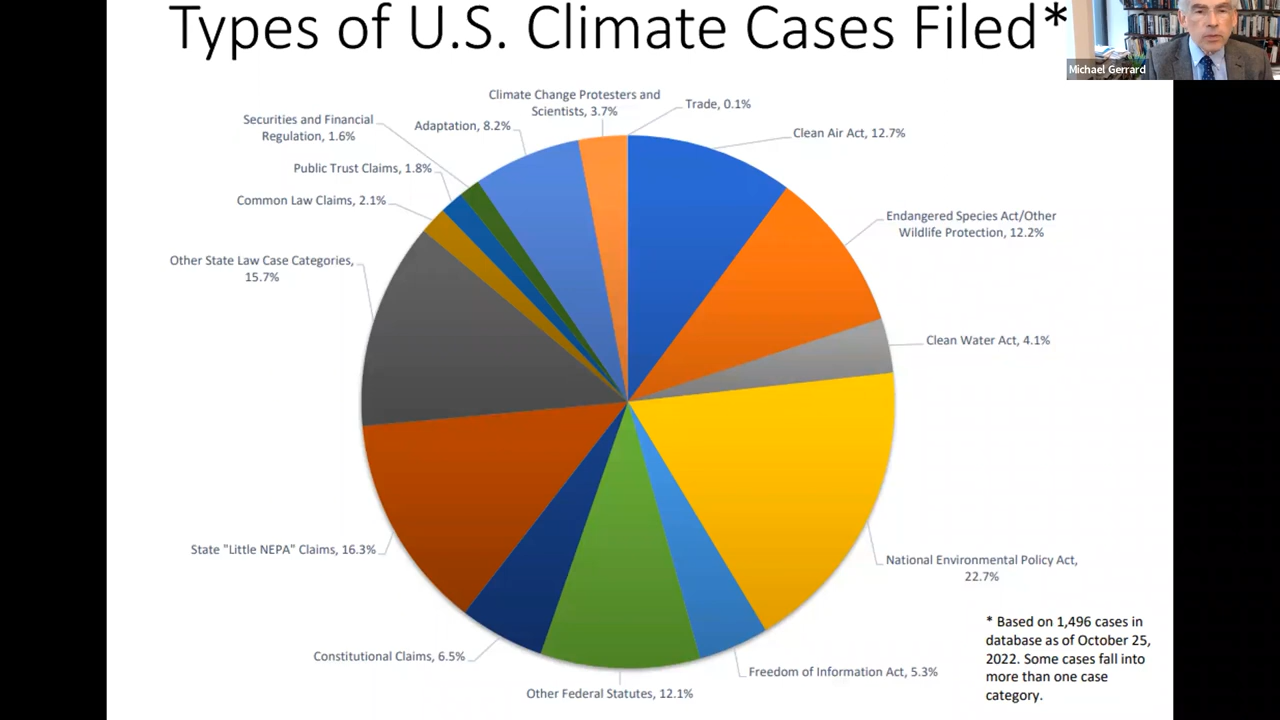 Types of U.S. Climate Cases Filed*
Michael Gerrard
Climate Change Protesters and
Scientists, 3.7%
Trade, 0.1%
Securities and Financial
Regulation, 1.6%
Adaptation, 8.2%
Clean Air Act, 12.7%
Public Trust Claims, 1.8%
Common Law Claims, 2.1%
Endangered Species Act/Other
Wildlife Protection, 12.2%
Other State Law Case Categories,
15.7%
Clean Water Act, 4.1%
State "Little NEPA" Claims, 16.3%
National Environmental Policy Act,
22.7%
Constitutional Claims, 6.5%
Freedom of Information Act, 5.3%
Other Federal Statutes, 12.1%
* Based on 1,496 cases in
database as of October 25,
2022. Some cases fall into
more than one case
category.